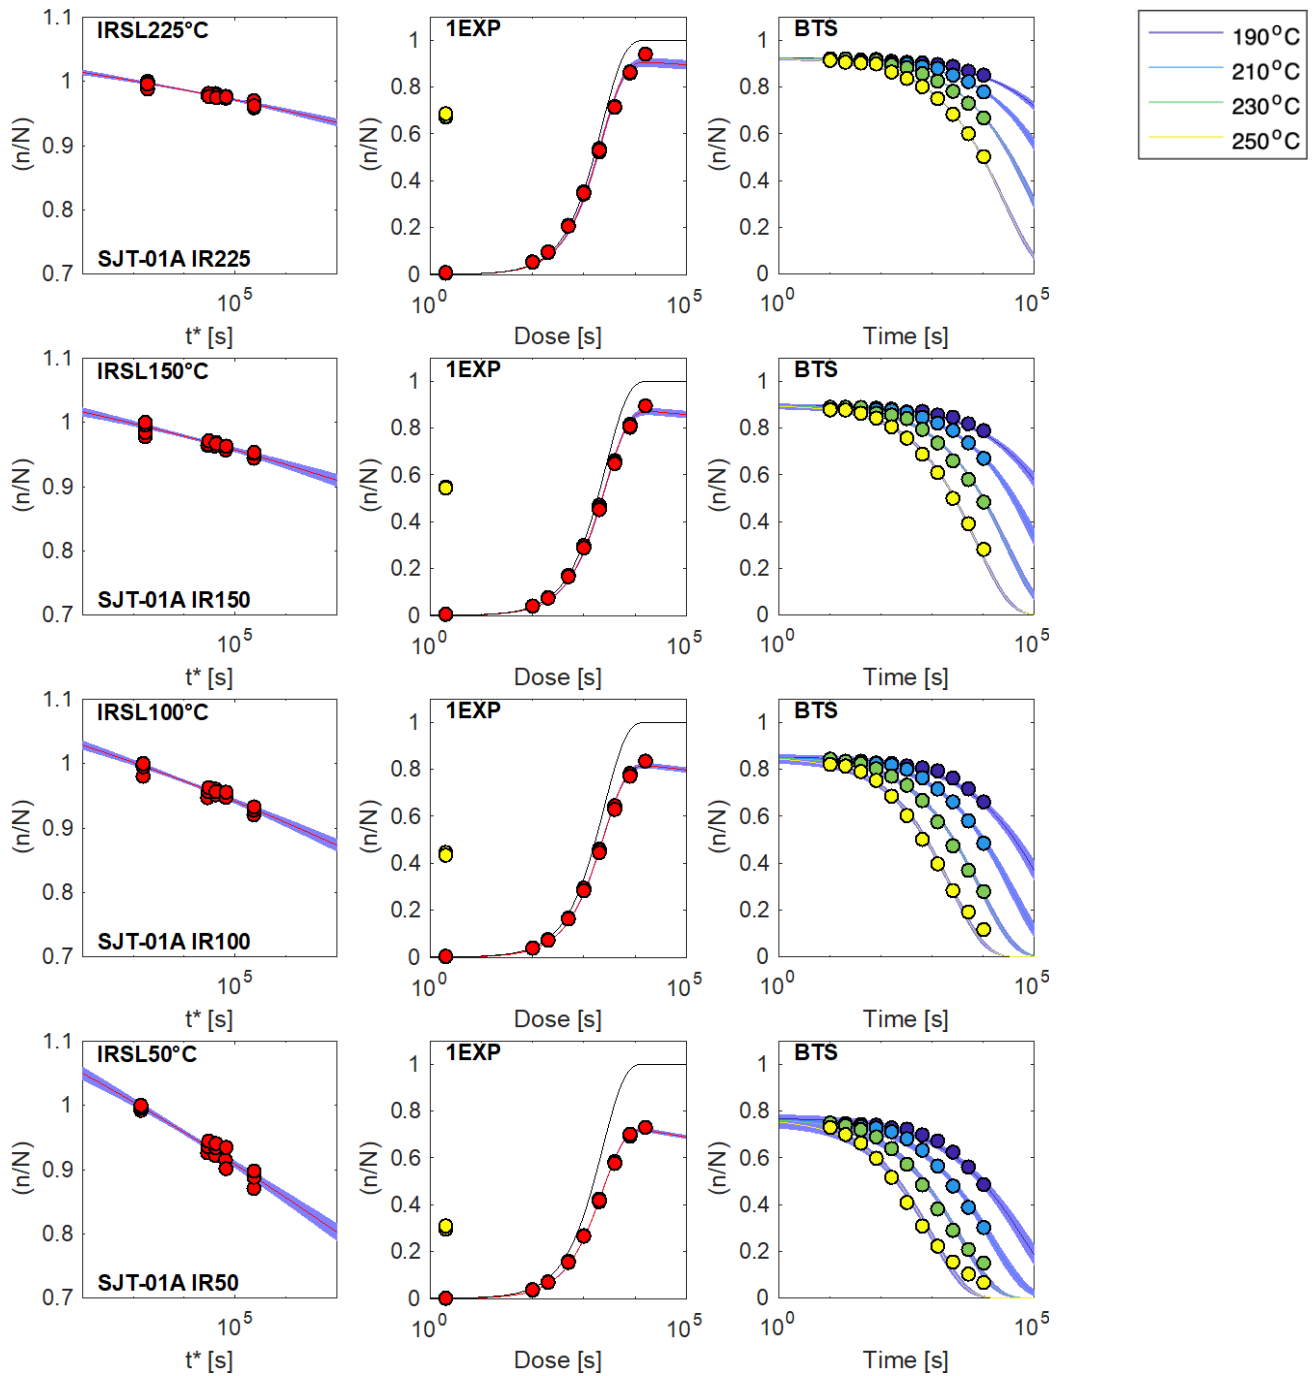 IRSL225°C
1.1
1
0.9
0.8
0.7
(n/N)
SJT-01A IR225
10^5
t* [s]
1EXP
1
0.8
0.6
0.4
0.2
0
(n/N)
10^0
10^5
Dose [s]
BTS
1
0.8
0.6
0.4
0.2
0
(n/N)
10^0
10^5
Time [s]
190°C
210°C
230°C
250°C
IRSL150°C
1.1
1
0.9
0.8
0.7
(n/N)
SJT-01A IR150
10^5
t* [s]
1EXP
1
0.8
0.6
0.4
0.2
0
(n/N)
10^0
10^5
Dose [s]
BTS
1
0.8
0.6
0.4
0.2
0
(n/N)
10^0
10^5
Time [s]
IRSL100°C
1.1
1
0.9
0.8
0.7
(n/N)
SJT-01A IR100
10^5
t* [s]
1EXP
1
0.8
0.6
0.4
0.2
0
(n/N)
10^0
10^5
Dose [s]
BTS
1
0.8
0.6
0.4
0.2
0
(n/N)
10^0
10^5
Time [s]
IRSL50°C
1.1
1
0.9
0.8
0.7
(n/N)
SJT-01A IR50
10^5
t* [s]
1EXP
1
0.8
0.6
0.4
0.2
0
(n/N)
10^0
10^5
Dose [s]
BTS
1
0.8
0.6
0.4
0.2
0
(n/N)
10^0
10^5
Time [s]